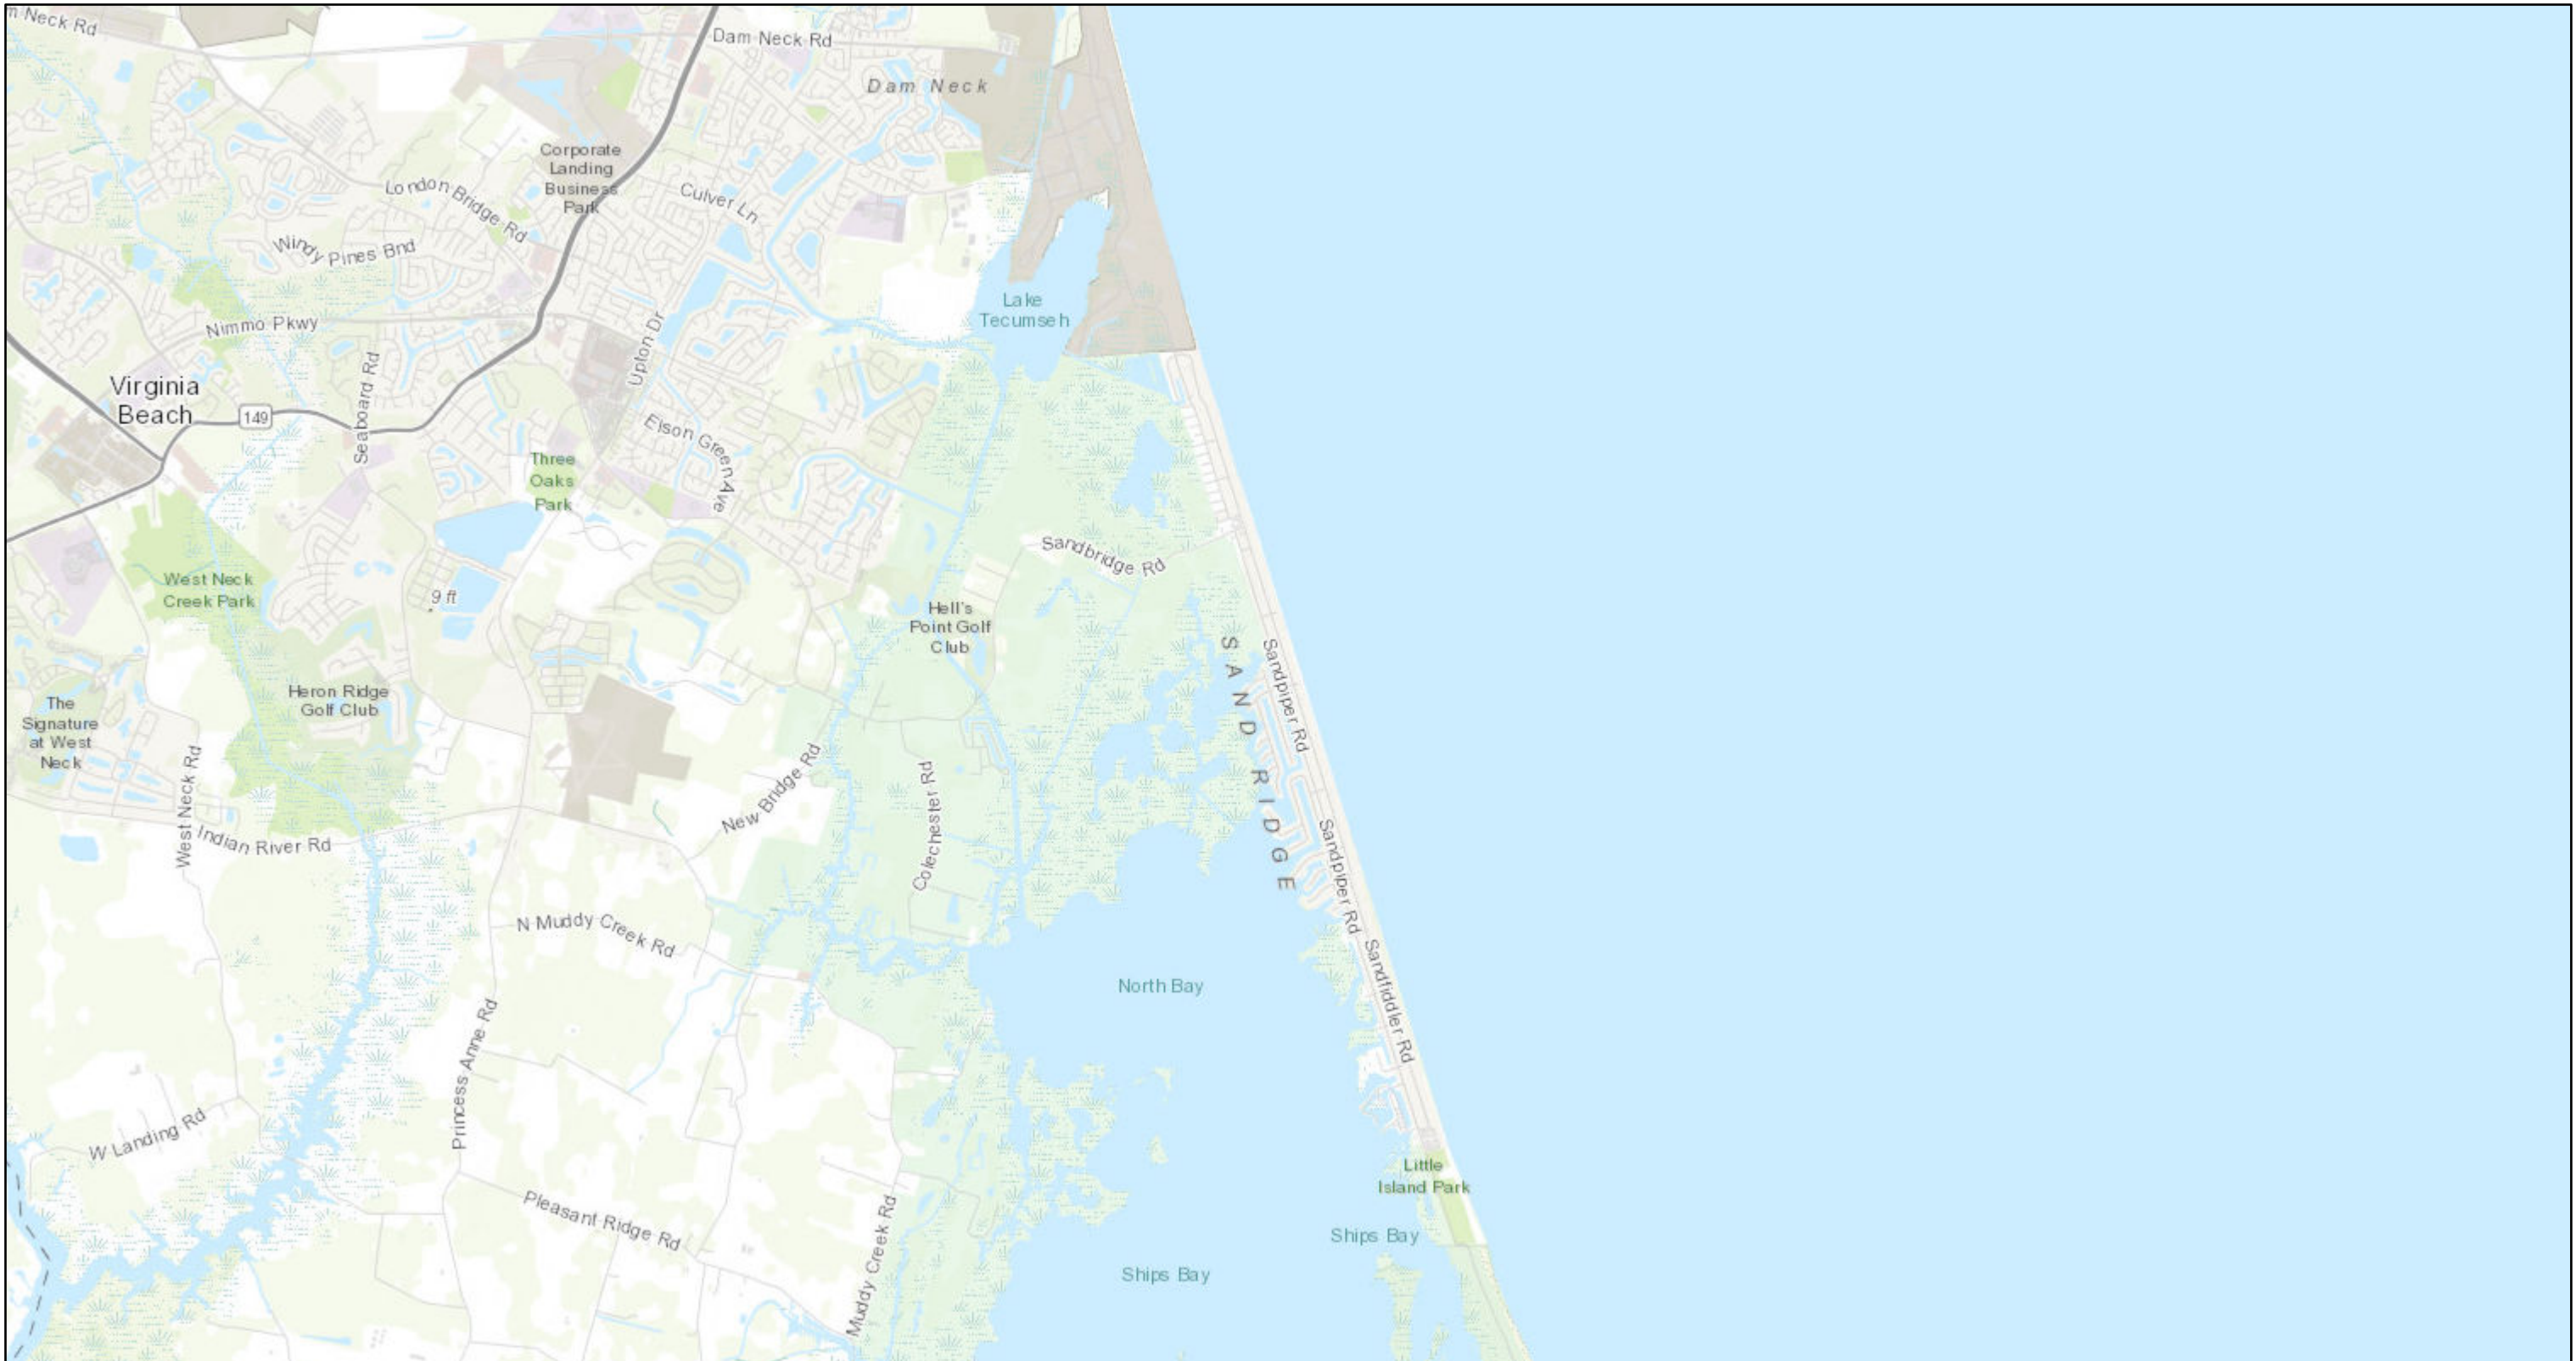 m Neck Rd
Dam Neck Rd
Dam Neck
Corporate
Landing
Business
Park
London Bridge Rd
Culver Ln
Windy Pines Bnd
Lake
Tecumseh
Nimmo Pkwy
Upton Dr
Virginia
Beach
149
Seaboard Rd
Elson Green Ave
Three
Oaks
Park
Sandbridge Rd
West Neck
Creek Park
9 ft
Hell's
Point Golf
Club
SAND RIDGE
Sandpiper Rd
The
Signature
at West
Neck
Heron Ridge
Golf Club
West Neck Rd
New Bridge Rd
Colechester Rd
Indian River Rd
Sandpiper Rd
N Muddy Creek Rd
North Bay
Sandfiddler Rd
Princess Anne Rd
W Landing Rd
Little
Island Park
Pleasant Ridge Rd
Muddy Creek Rd
Ships Bay
Ships Bay